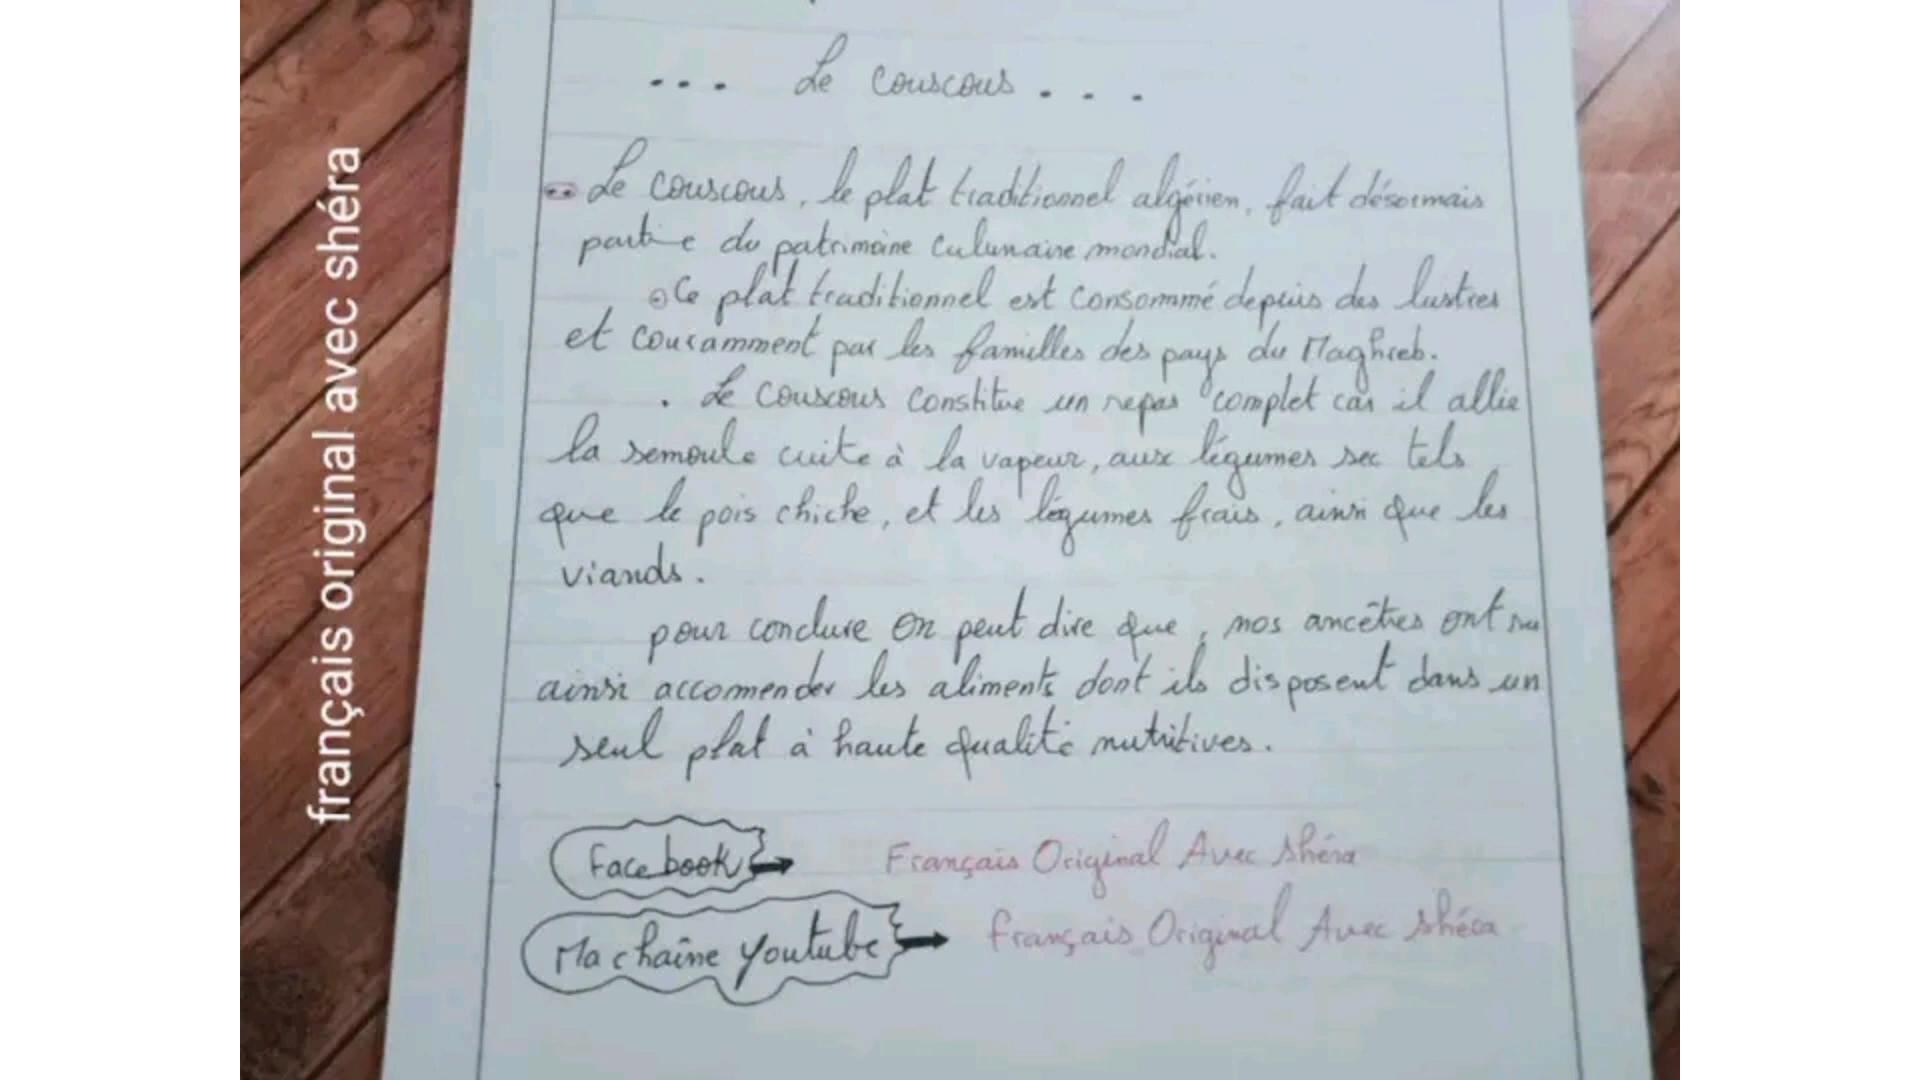 ... Le couscous ...
Le couscous, le plat traditionnel algérien, fait désormais
partie du patrimoine culunaire mondial.
Ce plat traditionnel est consommé depuis des lustres
et couramment par les familles des pays du Maghreb.
. Le couscous constitue un repas complet car il allie
la semoule cuite à la vapeur, aux légumes sec tels
que le pois chiche, et les légumes frais, ainsi que les
viands.
pour conclure on peut dire que, nos ancêtres ont su
ainsi accomender les aliments dont ils disposent dans un
seul plat à haute qualité nutritives.
Facebook → Français Original Avec shéra
Ma chaîne youtube → français Original Avec shéra
français original avec shéra